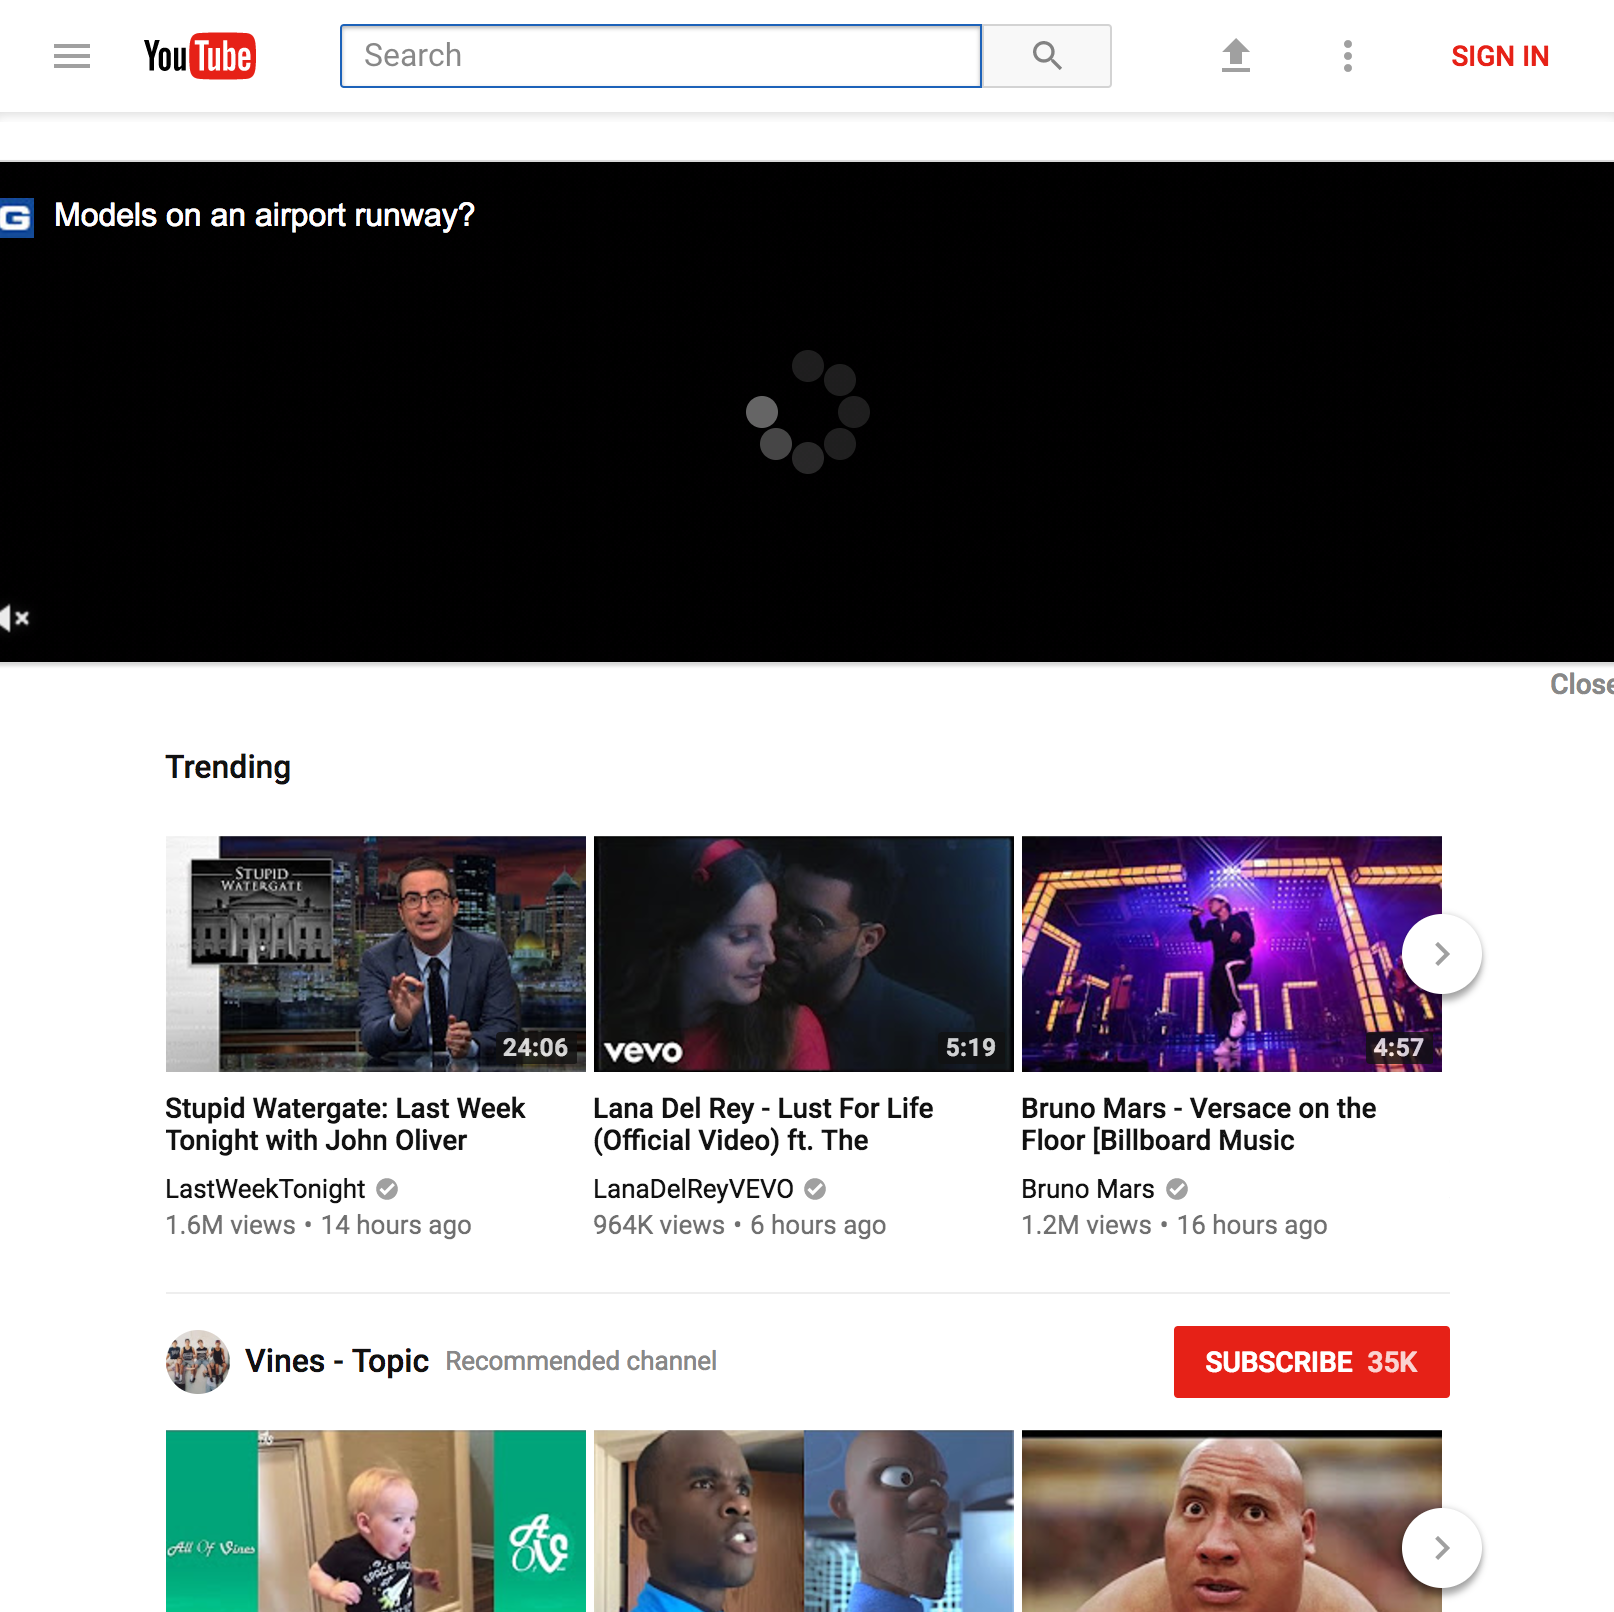 YouTube
Search
SIGN IN
G
Models on an airport runway?
Close
Trending
STUPID
WATERGATE
24:06
vevo
5:19
4:57
Stupid Watergate: Last Week
Tonight with John Oliver
Lana Del Rey - Lust For Life
(Official Video) ft. The
Bruno Mars - Versace on the
Floor [Billboard Music
LastWeekTonight
LanaDelReyVEVO
Bruno Mars
1.6M views • 14 hours ago
964K views • 6 hours ago
1.2M views • 16 hours ago
Vines - Topic
Recommended channel
SUBSCRIBE 35K
All Of Vines
AOV
SPACE